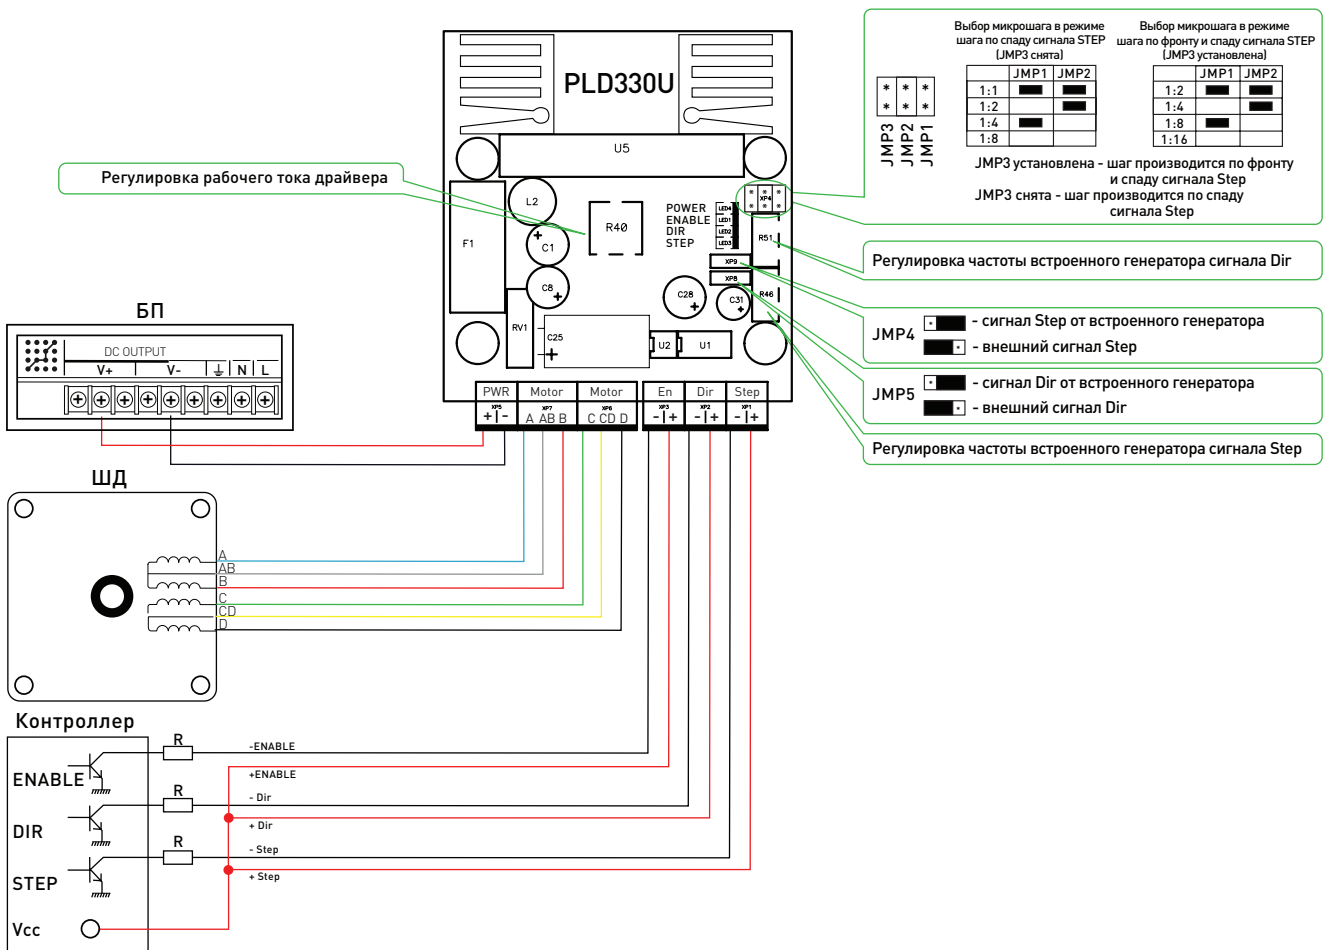 PLD330U
U5
Регулировка рабочего тока драйвера
L2
F1
C1
R40
C8
POWER
ENABLE
DIR
STEP
LED4
LED1
LED2
LED3
XP4
R51
XP9
XP8
R46
C28
C31
RV1
C25
U2
U1
PWR Motor Motor En Dir Step
XP5 XP7 XP6 XP3 XP2 XP1
+|- A AB B C CD D -|+ -|+ -|+
JMP3
JMP2
JMP1
Выбор микрошага в режиме
шага по спаду сигнала STEP
(JMP3 снята)
JMP1 JMP2
1:1
1:2
1:4
1:8
Выбор микрошага в режиме
шага по фронту и спаду сигнала STEP
(JMP3 установлена)
JMP1 JMP2
1:2
1:4
1:8
1:16
JMP3 установлена - шаг производится по фронту
и спаду сигнала Step
JMP3 снята - шаг производится по спаду
сигнала Step
Регулировка частоты встроенного генератора сигнала Dir
JMP4
- сигнал Step от встроенного генератора
- внешний сигнал Step
JMP5
- сигнал Dir от встроенного генератора
- внешний сигнал Dir
Регулировка частоты встроенного генератора сигнала Step
БП
DC OUTPUT
V+ V- N L
ШД
A
AB
B
C
CD
D
Контроллер
ENABLE
R
-ENABLE
+ENABLE
DIR
R
- Dir
+ Dir
STEP
R
- Step
+ Step
Vcc